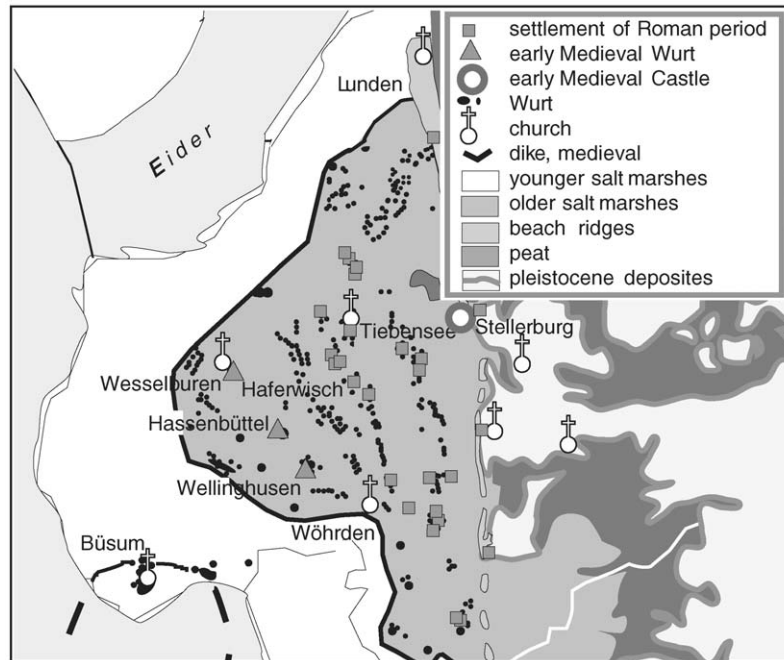 settlement of Roman period
early Medieval Wurt
early Medieval Castle
Wurt
church
dike, medieval
younger salt marshes
older salt marshes
beach ridges
peat
pleistocene deposites
Lunden
Eider
Tiebensee
Stellerburg
Wesselburen
Haferwisch
Hassenbüttel
Wellinghusen
Wöhrden
Büsum